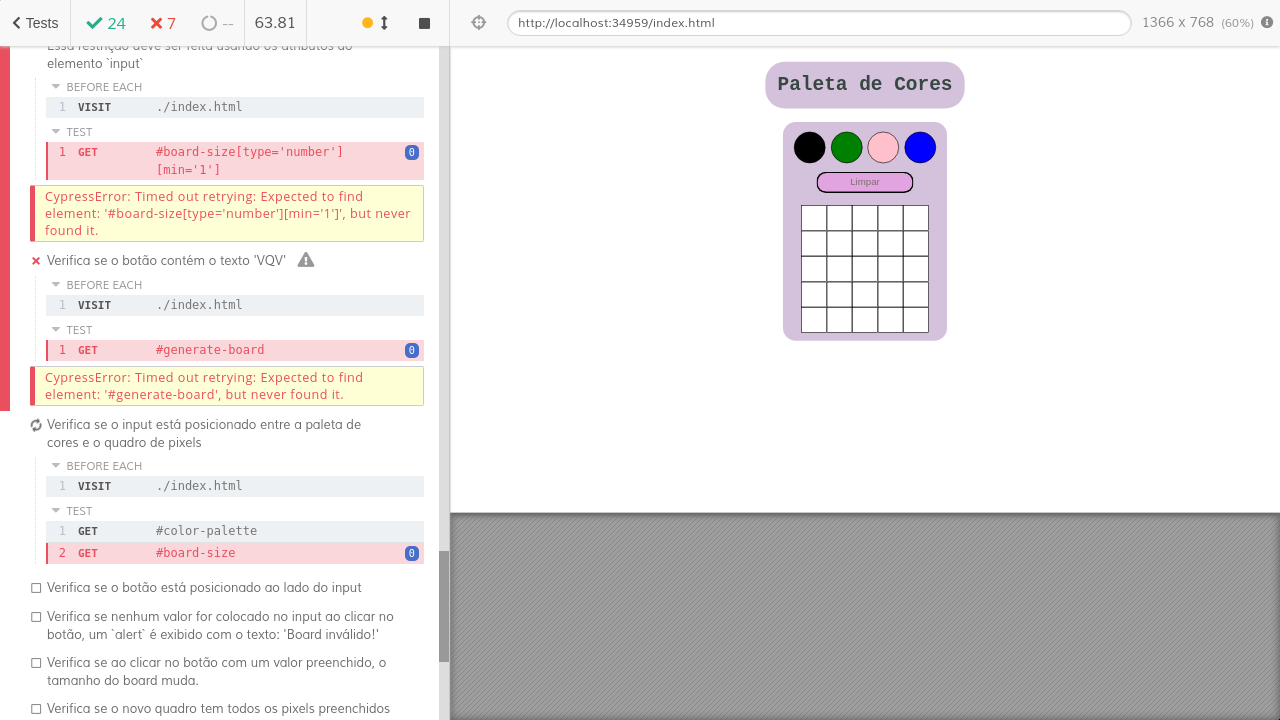 Tests 24 7 -- 63.81
http://localhost:34959/index.html 1366 x 768 (60%)
Essa restrição deve ser feita usando os atributos do
elemento `input`
BEFORE EACH
1 VISIT ./index.html
TEST
1 GET #board-size[type='number'] 0
[min='1']
CypressError: Timed out retrying: Expected to find
element: '#board-size[type='number'][min='1']', but never
found it.
Verifica se o botão contém o texto 'VQV'
BEFORE EACH
1 VISIT ./index.html
TEST
1 GET #generate-board 0
CypressError: Timed out retrying: Expected to find
element: '#generate-board', but never found it.
Verifica se o input está posicionado entre a paleta de
cores e o quadro de pixels
BEFORE EACH
1 VISIT ./index.html
TEST
1 GET #color-palette
2 GET #board-size 0
Verifica se o botão está posicionado ao lado do input
Verifica se nenhum valor for colocado no input ao clicar no
botão, um `alert` é exibido com o texto: 'Board inválido!'
Verifica se ao clicar no botão com um valor preenchido, o
tamanho do board muda.
Verifica se o novo quadro tem todos os pixels preenchidos
Paleta de Cores
Limpar